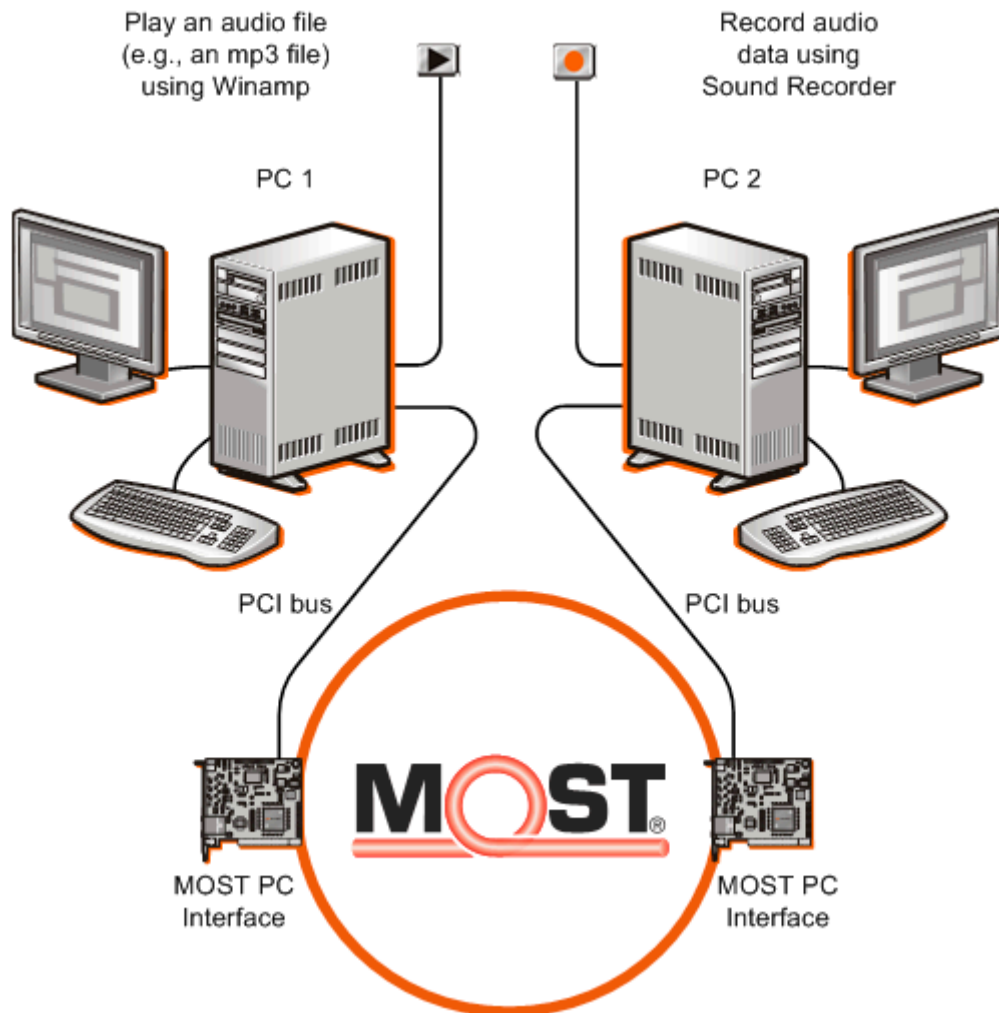 Play an audio file
(e.g., an mp3 file)
using Winamp
Record audio
data using
Sound Recorder
PC 1
PC 2
PCI bus
PCI bus
MOST®
MOST PC
Interface
MOST PC
Interface